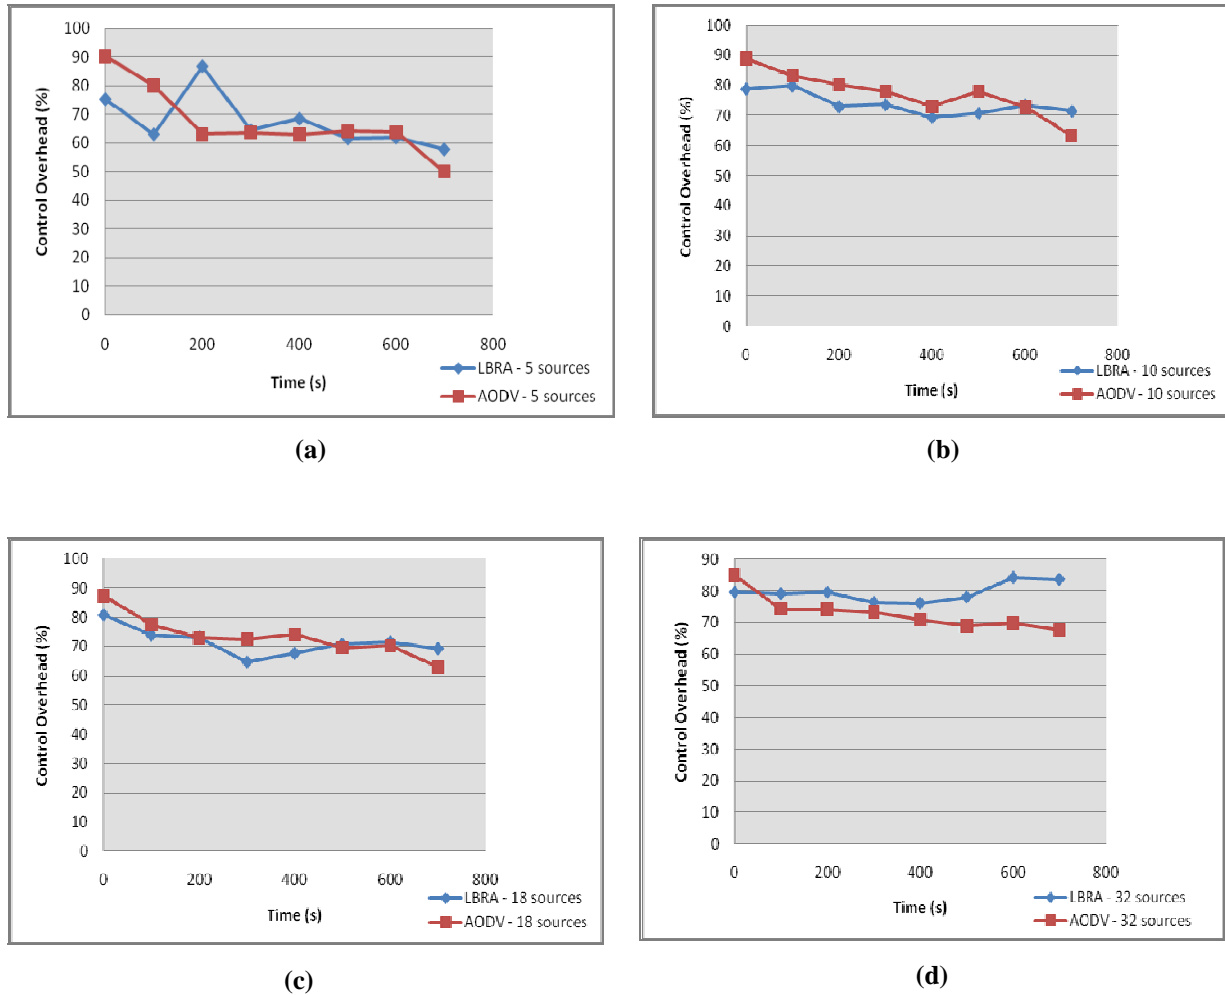 100
90
80
70
60
50
40
30
20
10
0
Control Overhead (%)
0 200 400 600 800
Time (s)
LBRA - 5 sources
AODV - 5 sources
(a)
100
90
80
70
60
50
40
30
20
10
0
Control Overhead (%)
0 200 400 600 800
Time (s)
LBRA - 10 sources
AODV - 10 sources
(b)
100
90
80
70
60
50
40
30
20
10
0
Control Overhead (%)
0 200 400 600 800
Time (s)
LBRA - 18 sources
AODV - 18 sources
(c)
90
80
70
60
50
40
30
20
10
0
Control Overhead (%)
0 200 400 600 800
Time (s)
LBRA - 32 sources
AODV - 32 sources
(d)